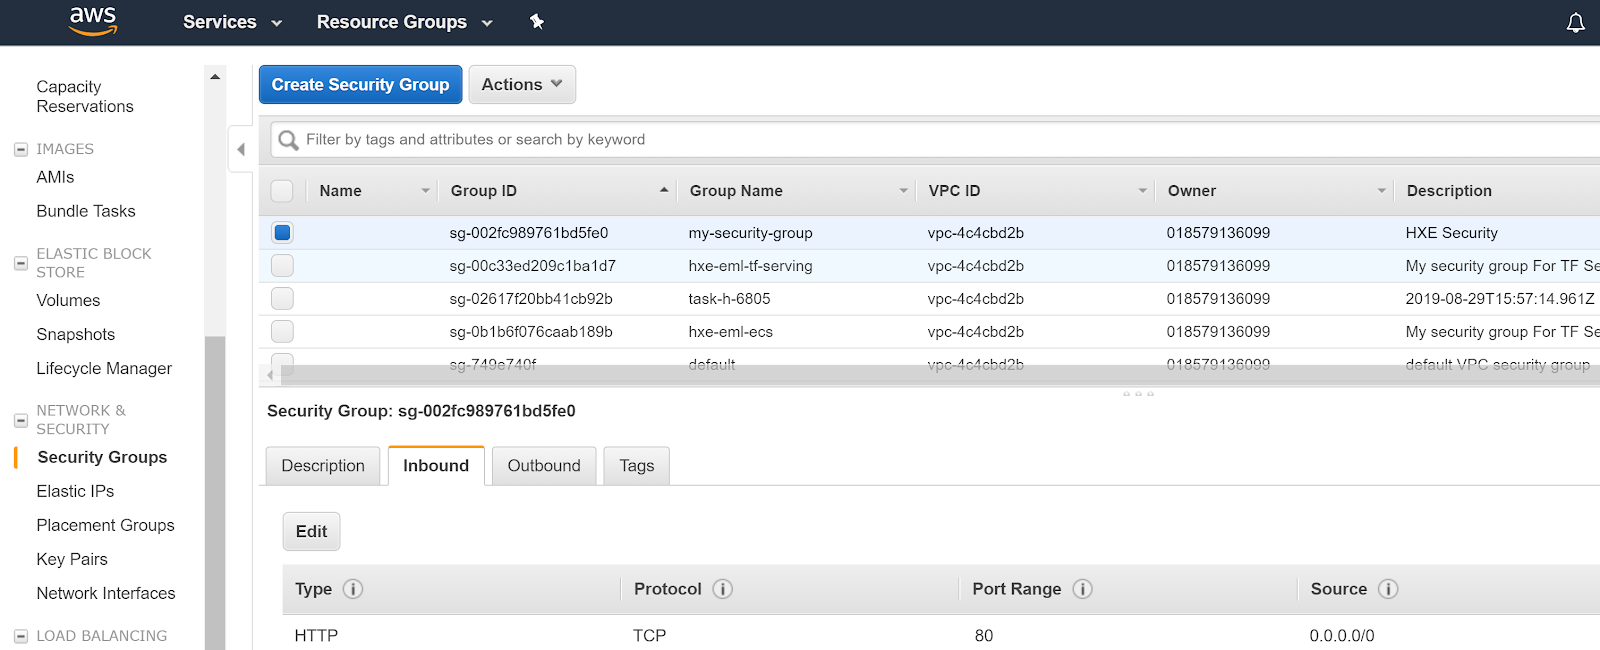 aws Services Resource Groups
Capacity
Reservations
IMAGES
AMIs
Bundle Tasks
ELASTIC BLOCK
STORE
Volumes
Snapshots
Lifecycle Manager
NETWORK &
SECURITY
Security Groups
Elastic IPs
Placement Groups
Key Pairs
Network Interfaces
LOAD BALANCING
Create Security Group Actions
Filter by tags and attributes or search by keyword
Name Group ID Group Name VPC ID Owner Description
sg-002fc989761bd5fe0 my-security-group vpc-4c4cbd2b 018579136099 HXE Security
sg-00c33ed209c1ba1d7 hxe-eml-tf-serving vpc-4c4cbd2b 018579136099 My security group For TF Se
sg-02617f20bb41cb92b task-h-6805 vpc-4c4cbd2b 018579136099 2019-08-29T15:57:14.961Z
sg-0b1b6f076caab189b hxe-eml-ecs vpc-4c4cbd2b 018579136099 My security group For TF Se
sg-749e740f default vpc-4c4cbd2b 018579136099 default VPC security group
Security Group: sg-002fc989761bd5fe0
Description Inbound Outbound Tags
Edit
Type Protocol Port Range Source
HTTP TCP 80 0.0.0.0/0